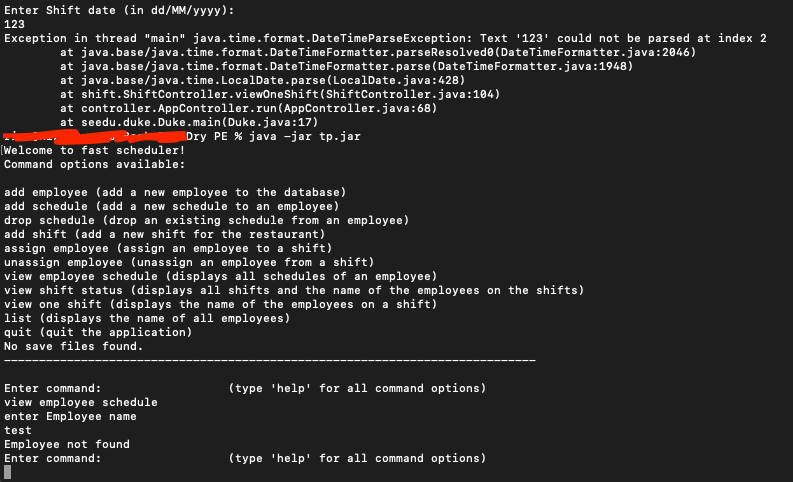 Enter Shift date (in dd/MM/yyyy):
123
Exception in thread "main" java.time.format.DateTimeParseException: Text '123' could not be parsed at index 2
at java.base/java.time.format.DateTimeFormatter.parseResolved0(DateTimeFormatter.java:2046)
at java.base/java.time.format.DateTimeFormatter.parse(DateTimeFormatter.java:1948)
at java.base/java.time.LocalDate.parse(LocalDate.java:428)
at shift.ShiftController.viewOneShift(ShiftController.java:104)
at controller.AppController.run(AppController.java:68)
at seedu.duke.Duke.main(Duke.java:17)
Dry PE % java -jar tp.jar
Welcome to fast scheduler!
Command options available:
add employee (add a new employee to the database)
add schedule (add a new schedule to an employee)
drop schedule (drop an existing schedule from an employee)
add shift (add a new shift for the restaurant)
assign employee (assign an employee to a shift)
unassign employee (unassign an employee from a shift)
view employee schedule (displays all schedules of an employee)
view shift status (displays all shifts and the name of the employees on the shifts)
view one shift (displays the name of the employees on a shift)
list (displays the name of all employees)
quit (quit the application)
No save files found.
____________________________________________________________________________
Enter command: (type 'help' for all command options)
view employee schedule
enter Employee name
test
Employee not found
Enter command: (type 'help' for all command options)